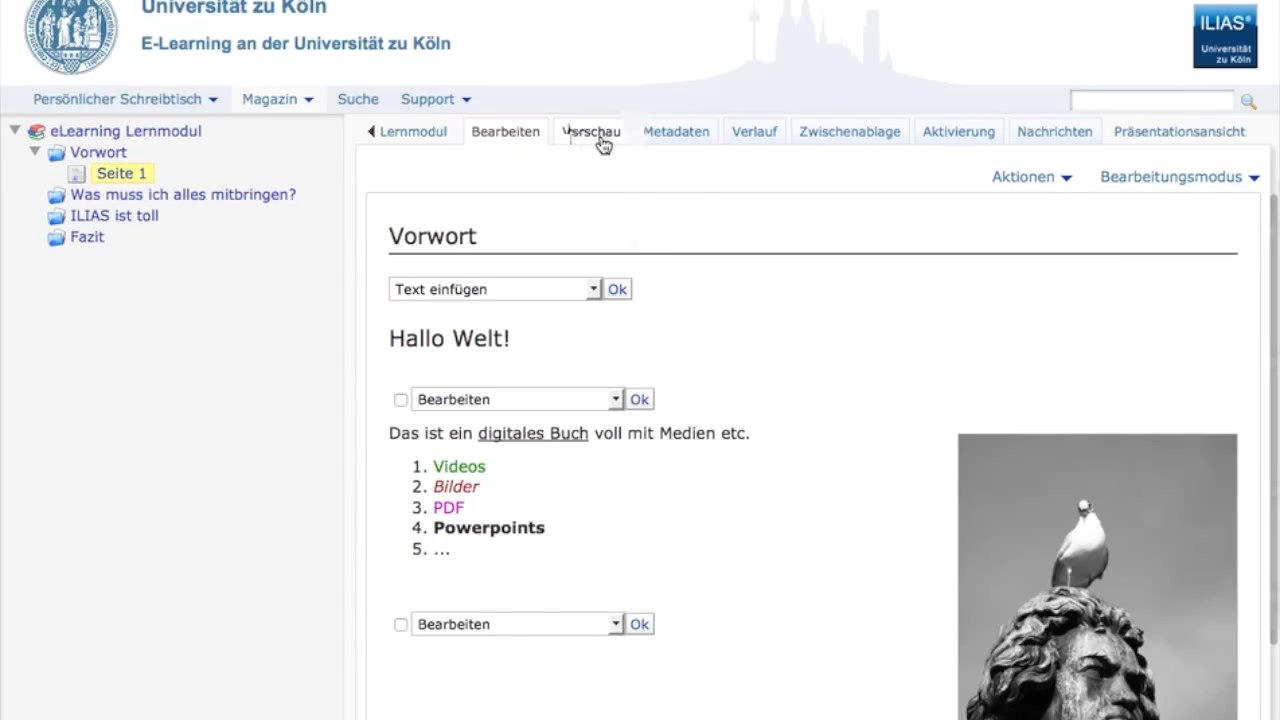 Universität zu Köln
E-Learning an der Universität zu Köln
ILIAS®
Universität
zu Köln
Persönlicher Schreibtisch Magazin Suche Support
eLearning Lernmodul
Vorwort
Seite 1
Was muss ich alles mitbringen?
ILIAS ist toll
Fazit
Lernmodul Bearbeiten Vorschau Metadaten Verlauf Zwischenablage Aktivierung Nachrichten Präsentationsansicht
Aktionen Bearbeitungsmodus
Vorwort
Text einfügen Ok
Hallo Welt!
Bearbeiten Ok
Das ist ein digitales Buch voll mit Medien etc.
1. Videos
2. Bilder
3. PDF
4. Powerpoints
5. ...
Bearbeiten Ok